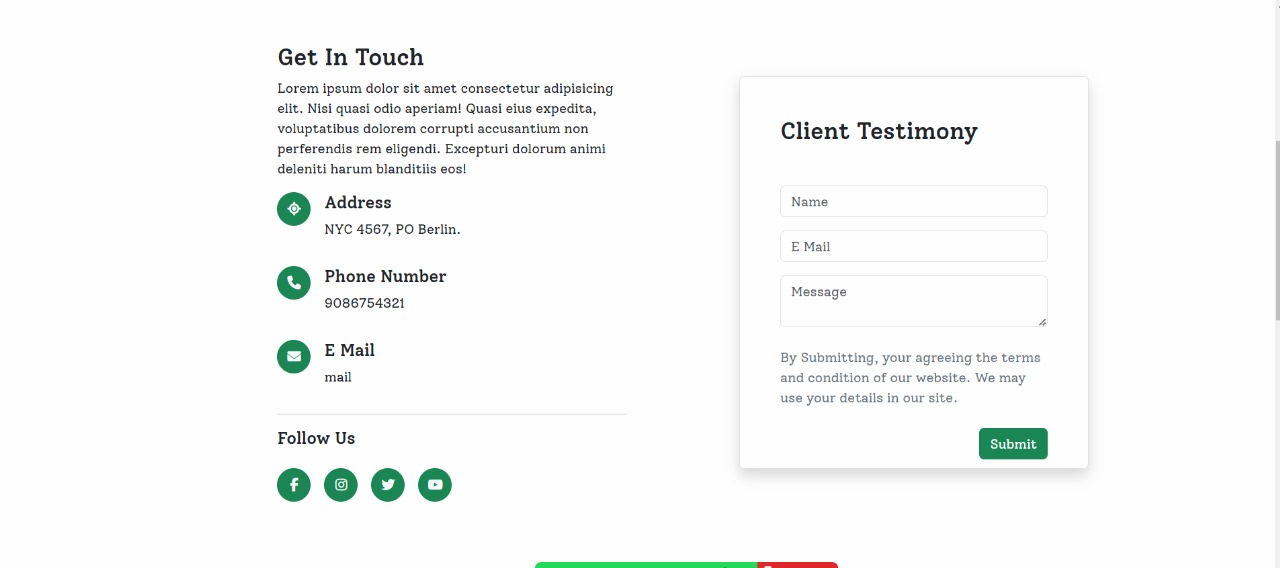 Get In Touch
Lorem ipsum dolor sit amet consectetur adipisicing
elit. Nisi quasi odio aperiam! Quasi eius expedita,
voluptatibus dolorem corrupti accusantium non
perferendis rem eligendi. Excepturi dolorum animi
deleniti harum blanditiis eos!
Address
NYC 4567, PO Berlin.
Phone Number
9086754321
E Mail
mail
Follow Us
Client Testimony
Name
E Mail
Message
By Submitting, your agreeing the terms
and condition of our website. We may
use your details in our site.
Submit